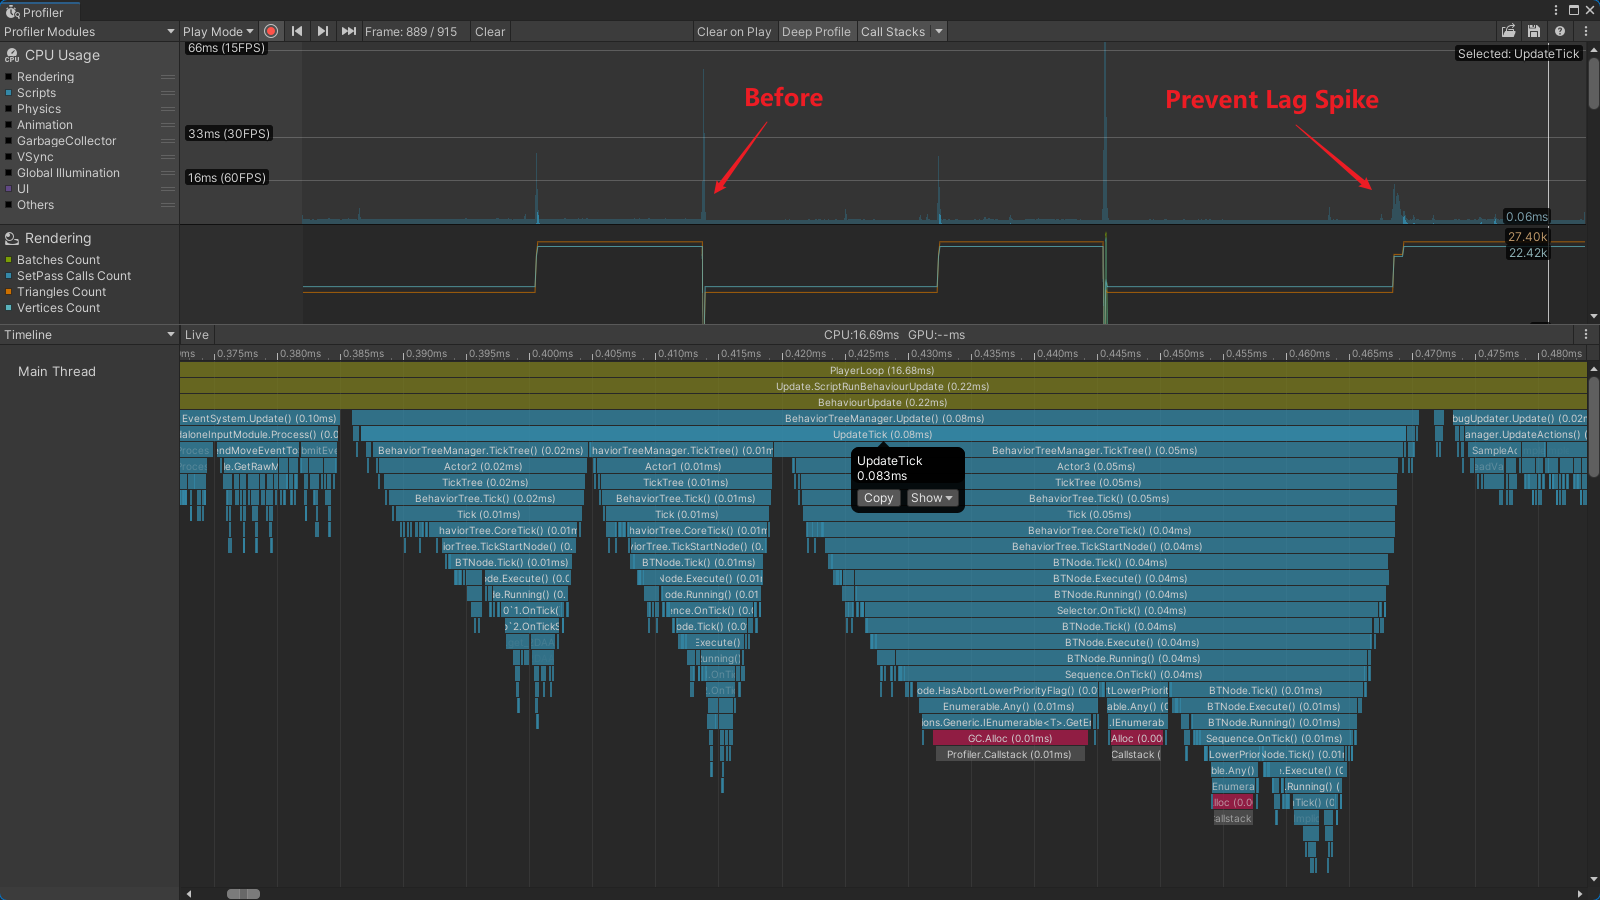 Profiler
Profiler Modules
Play Mode
Frame: 889 / 915
Clear
Clear on Play
Deep Profile
Call Stacks
CPU Usage
Rendering
Scripts
Physics
Animation
GarbageCollector
VSync
Global Illumination
UI
Others
66ms (15FPS)
33ms (30FPS)
16ms (60FPS)
Before
Prevent Lag Spike
Selected: UpdateTick
0.06ms
Rendering
Batches Count
SetPass Calls Count
Triangles Count
Vertices Count
27.40k
22.42k
Timeline
Live
CPU:16.69ms GPU:--ms
ms 0.375ms 0.380ms 0.385ms 0.390ms 0.395ms 0.400ms 0.405ms 0.410ms 0.415ms 0.420ms 0.425ms 0.430ms 0.435ms 0.440ms 0.445ms 0.450ms 0.455ms 0.460ms 0.465ms 0.470ms 0.475ms 0.480ms
Main Thread
PlayerLoop (16.68ms)
Update.ScriptRunBehaviourUpdate (0.22ms)
BehaviourUpdate (0.22ms)
EventSystem.Update() (0.10ms) BehaviorTreeManager.Update() (0.08ms) bugUpdater.Update() (0.02m
daloneInputModule.Process() (0.0 UpdateTick (0.08ms) anager.UpdateActions() (
endMoveEventTo BehaviorTreeManager.TickTree() (0.02ms) haviorTreeManager.TickTree() (0.01m BehaviorTreeManager.TickTree() (0.05ms) SampleAc
le.GetRawM Actor2 (0.02ms) Actor1 (0.01ms) Actor3 (0.05ms)
TickTree (0.02ms) TickTree (0.01ms) TickTree (0.05ms)
BehaviorTree.Tick() (0.02ms) BehaviorTree.Tick() (0.01ms) BehaviorTree.Tick() (0.05ms)
Tick (0.01ms) Tick (0.01ms) Tick (0.05ms)
haviorTree.CoreTick() (0.01m haviorTree.CoreTick() (0.01m BehaviorTree.CoreTick() (0.04ms)
iorTree.TickStartNode() (0. viorTree.TickStartNode() (0. BehaviorTree.TickStartNode() (0.04ms)
BTNode.Tick() (0.01ms) BTNode.Tick() (0.01ms) BTNode.Tick() (0.04ms)
ode.Execute() (0.0 Node.Execute() (0.01 BTNode.Execute() (0.04ms)
le.Running() (0. ode.Running() (0.01 BTNode.Running() (0.04ms)
0`1.OnTick( ence.OnTick() (0. Selector.OnTick() (0.04ms)
`2.OnTickS ode.Tick() (0.0 BTNode.Tick() (0.04ms)
Execute() BTNode.Execute() (0.04ms)
unning( BTNode.Running() (0.04ms)
Sequence.OnTick() (0.04ms)
ode.HasAbortLowerPriorityFlag() (0.0 tLowerPriorit BTNode.Tick() (0.01ms)
Enumerable.Any() (0.01ms) able.Any() (0 BTNode.Execute() (0.01ms)
ons.Generic.IEnumerable<T>.GetE .IEnumerab BTNode.Running() (0.01ms)
GC.Alloc (0.01ms) Alloc (0.00 Sequence.OnTick() (0.01ms)
Profiler.Callstack (0.01ms) Callstack ( LowerPrior Node.Tick() (0.01
ble.Any() .Execute() (0
Enumera .Running() (
lloc (0.0 Tick() (0
allstack
UpdateTick
0.083ms
Copy
Show